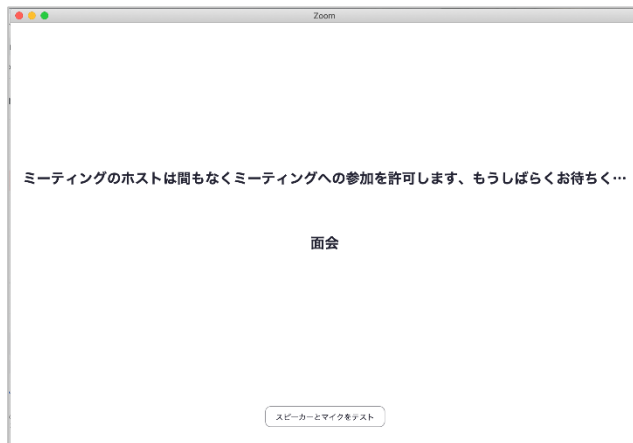 Zoom
ミーティングのホストは間もなくミーティングへの参加を許可します、もうしばらくお待ちく…
面会
スピーカーとマイクをテスト